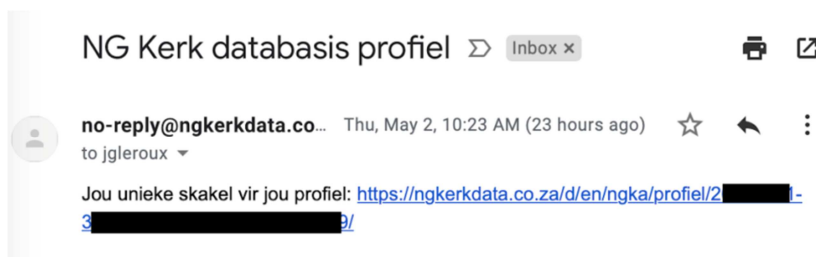 NG Kerk databasis profiel Inbox ×
no-reply@ngkerkdata.co... Thu, May 2, 10:23 AM (23 hours ago)
to jgleroux
Jou unieke skakel vir jou profiel: https://ngkerkdata.co.za/d/en/ngka/profiel/2 1-
3 9/